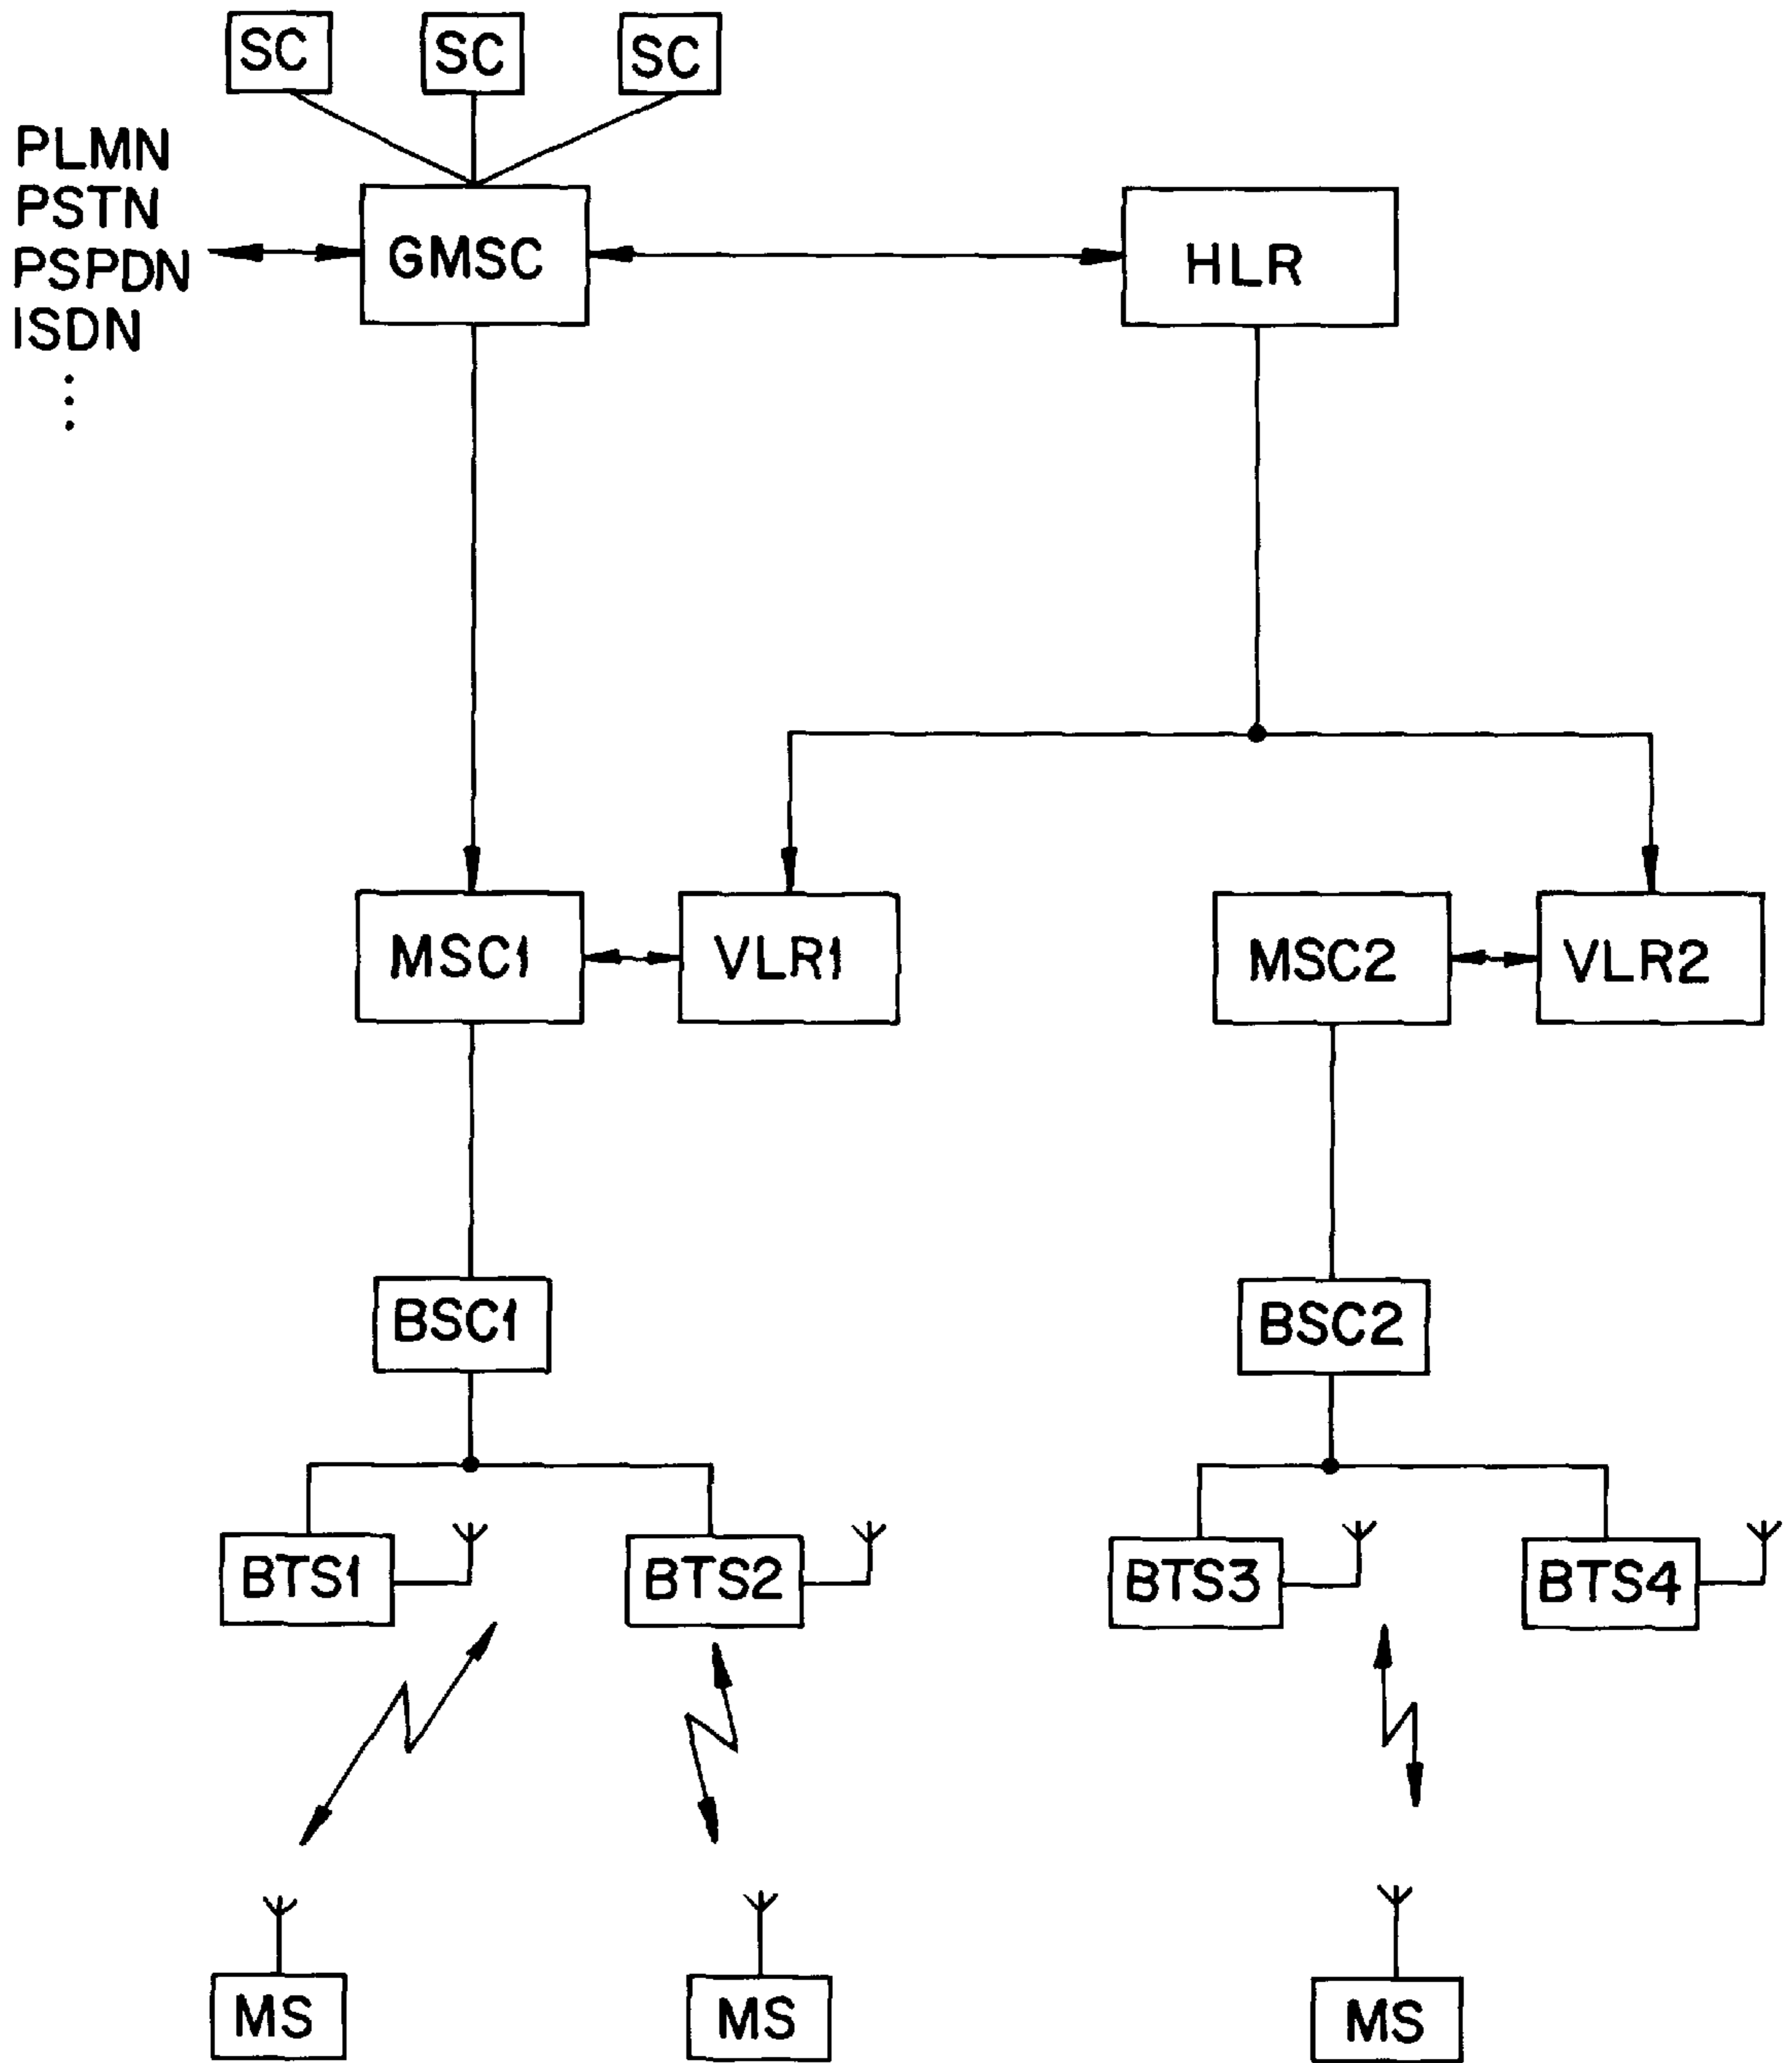 SC
SC
SC
PLMN
PSTN
PSPDN
ISDN
⋮
GMSC
HLR
MSC1
VLR1
MSC2
VLR2
BSC1
BSC2
BTS1
BTS2
BTS3
BTS4
MS
MS
MS